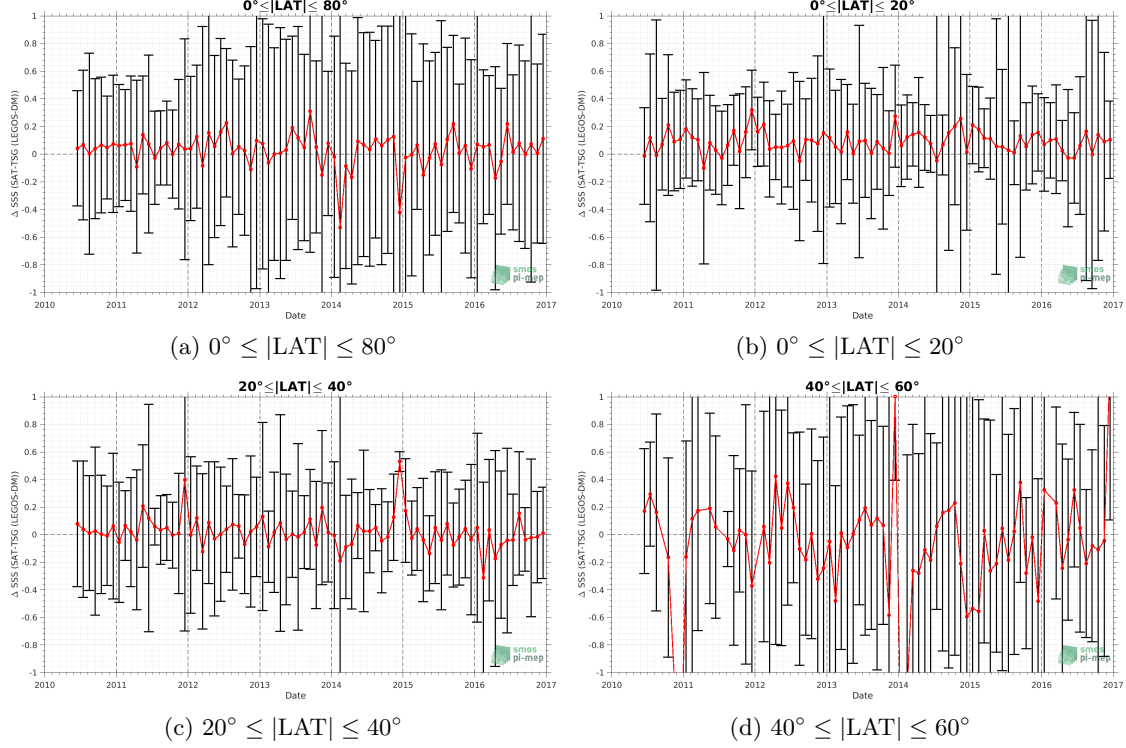 0°≤|LAT|≤ 80°
Δ SSS (SAT-TSG (LEGOS-DM))
1
0.8
0.6
0.4
0.2
0
-0.2
-0.4
-0.6
-0.8
-1
2010 2011 2012 2013 2014 2015 2016 2017
Date
smos
pi-mep
(a) 0° ≤ |LAT| ≤ 80°
0°≤|LAT|≤ 20°
Δ SSS (SAT-TSG (LEGOS-DM))
1
0.8
0.6
0.4
0.2
0
-0.2
-0.4
-0.6
-0.8
-1
2010 2011 2012 2013 2014 2015 2016 2017
Date
smos
pi-mep
(b) 0° ≤ |LAT| ≤ 20°
20°≤|LAT|≤ 40°
Δ SSS (SAT-TSG (LEGOS-DM))
1
0.8
0.6
0.4
0.2
0
-0.2
-0.4
-0.6
-0.8
-1
2010 2011 2012 2013 2014 2015 2016 2017
Date
smos
pi-mep
(c) 20° ≤ |LAT| ≤ 40°
40°≤|LAT|≤ 60°
Δ SSS (SAT-TSG (LEGOS-DM))
1
0.8
0.6
0.4
0.2
0
-0.2
-0.4
-0.6
-0.8
-1
2010 2011 2012 2013 2014 2015 2016 2017
Date
smos
pi-mep
(d) 40° ≤ |LAT| ≤ 60°